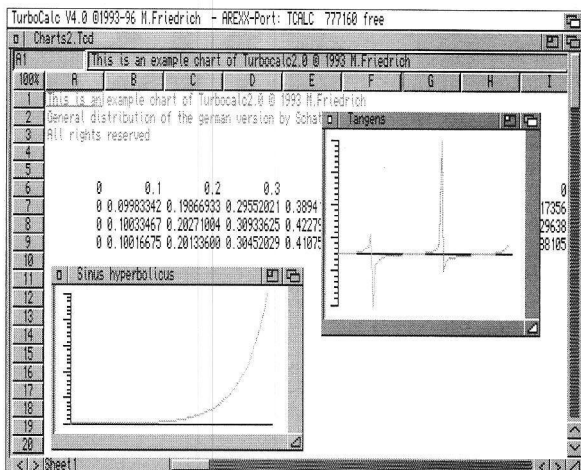 TurboCalc V4.0 ©1993-96 M.Friedrich - AREXX-Port: TCALC 777160 free
Charts2.Tcd
A1 This is an example chart of Turbocalc2.0 © 1993 M.Friedrich
100% A B C D E F G H I
1 This is an example chart of Turbocalc2.0 © 1993 M.Friedrich
2 General distribution of the german version by Schat
3 All rights reserved
Tangens
4
5
6 0 0.1 0.2 0.3 0
7 0 0.09983342 0.19866933 0.29552021 0.3894 17356
8 0 0.10033467 0.20271004 0.30933625 0.42279 29638
9 0 0.10016675 0.20133600 0.30452029 0.41075 88105
10
11 Sinus hyperbolicus
12
13
14
15
16
17
18
19
20
Sheet1